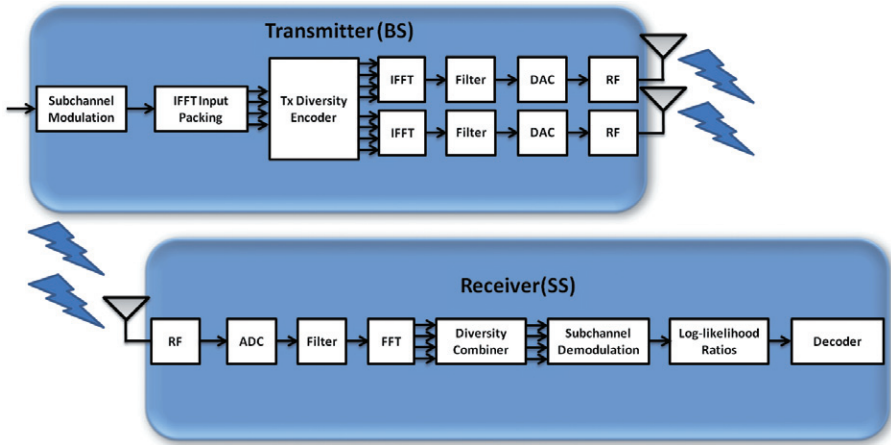 Transmitter (BS)
Subchannel
Modulation
IFFT Input
Packing
Tx Diversity
Encoder
IFFT
Filter
DAC
RF
IFFT
Filter
DAC
RF
Receiver(SS)
RF
ADC
Filter
FFT
Diversity
Combiner
Subchannel
Demodulation
Log-likelihood
Ratios
Decoder